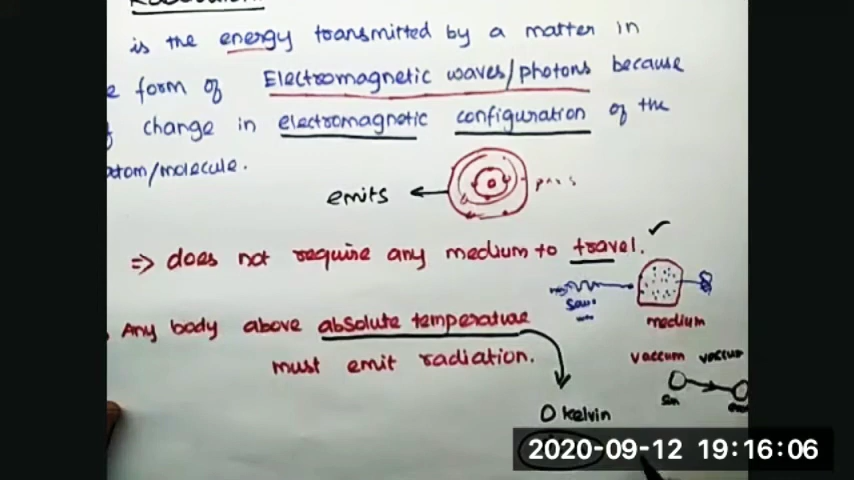 is the energy transmitted by a matter in
e form of Electromagnetic waves/photons because
f change in electromagnetic configuration of the
atom/molecule.
emits
=> does not require any medium to travel.
medium
Any body above absolute temperature
must emit radiation.
vaccum vaccum
0 kelvin
2020-09-12 19:16:06